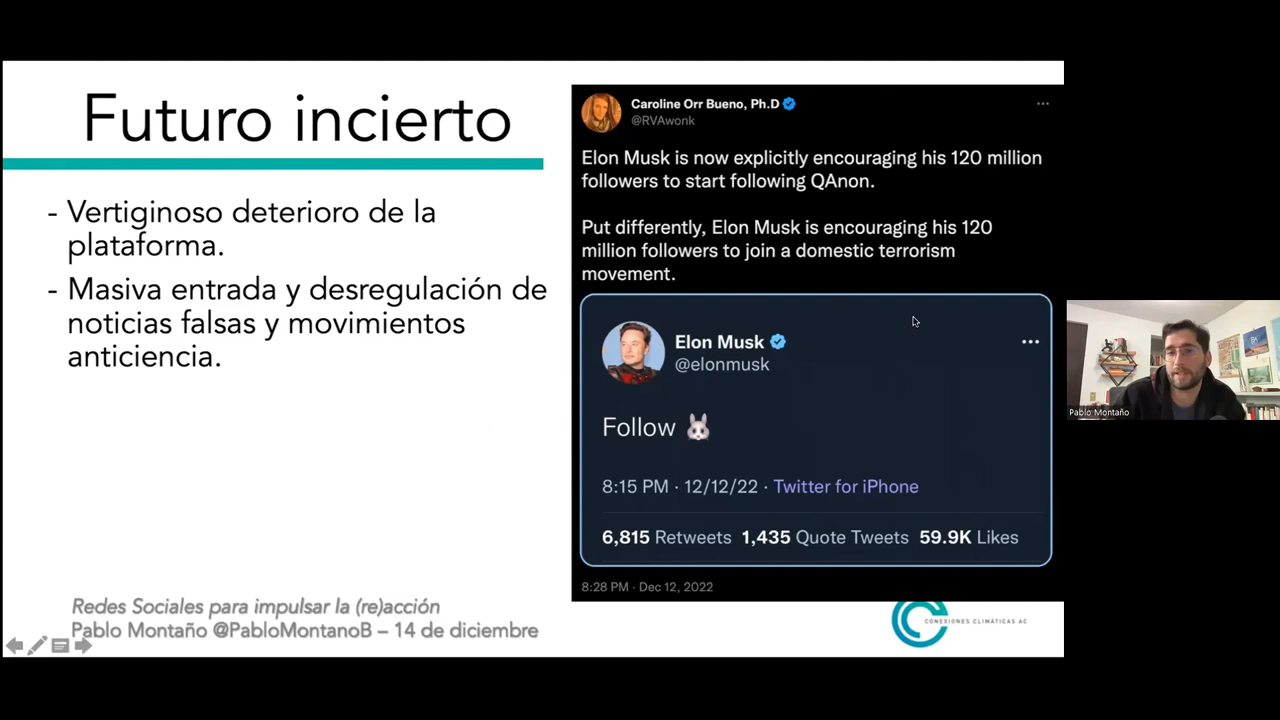 Futuro incierto
- Vertiginoso deterioro de la
plataforma.
- Masiva entrada y desregulación de
noticias falsas y movimientos
anticiencia.
Caroline Orr Bueno, Ph.D
@RVAwonk
Elon Musk is now explicitly encouraging his 120 million
followers to start following QAnon.
Put differently, Elon Musk is encouraging his 120
million followers to join a domestic terrorism
movement.
Elon Musk
@elonmusk
Follow 🐰
8:15 PM · 12/12/22 · Twitter for iPhone
6,815 Retweets 1,435 Quote Tweets 59.9K Likes
8:28 PM · Dec 12, 2022
Redes Sociales para impulsar la (re)acción
Pablo Montaño @PabloMontanoB – 14 de diciembre
CONEXIONES CLIMÁTICAS AC
Pablo Montaño